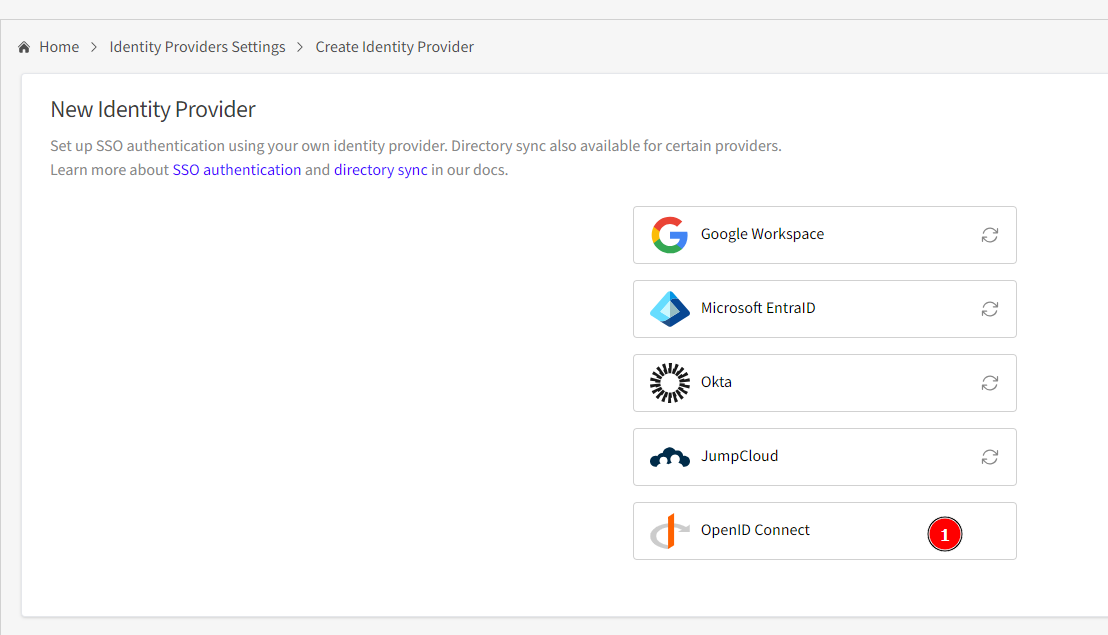 Home > Identity Providers Settings > Create Identity Provider
New Identity Provider
Set up SSO authentication using your own identity provider. Directory sync also available for certain providers.
Learn more about SSO authentication and directory sync in our docs.
Google Workspace
Microsoft EntraID
Okta
JumpCloud
OpenID Connect
1